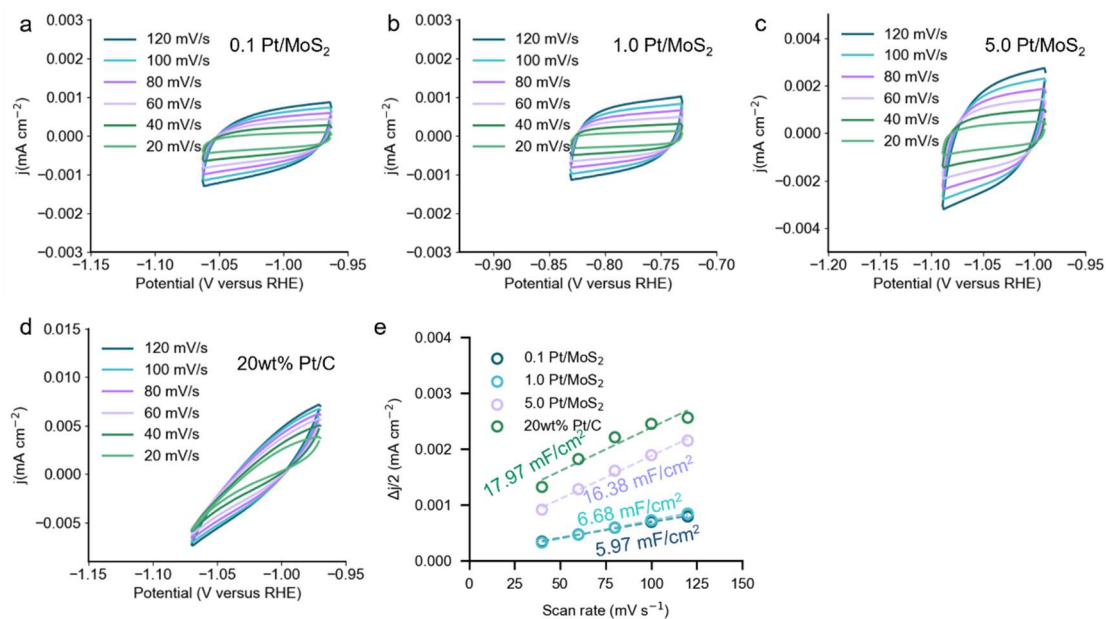 a
0.003
0.002
0.001
0.000
−0.001
−0.002
−0.003
j(mA cm⁻²)
120 mV/s
100 mV/s
80 mV/s
60 mV/s
40 mV/s
20 mV/s
0.1 Pt/MoS₂
−1.15
−1.10
−1.05
−1.00
−0.95
Potential (V versus RHE)
b
0.003
0.002
0.001
0.000
−0.001
−0.002
−0.003
j(mA cm⁻²)
120 mV/s
100 mV/s
80 mV/s
60 mV/s
40 mV/s
20 mV/s
1.0 Pt/MoS₂
−0.90
−0.85
−0.80
−0.75
−0.70
Potential (V versus RHE)
c
0.004
0.002
0.000
−0.002
−0.004
j(mA cm⁻²)
120 mV/s
100 mV/s
80 mV/s
60 mV/s
40 mV/s
20 mV/s
5.0 Pt/MoS₂
−1.20
−1.15
−1.10
−1.05
−1.00
−0.95
Potential (V versus RHE)
d
0.015
0.010
0.005
0.000
−0.005
j(mA cm⁻²)
120 mV/s
100 mV/s
80 mV/s
60 mV/s
40 mV/s
20 mV/s
20wt% Pt/C
−1.15
−1.10
−1.05
−1.00
−0.95
Potential (V versus RHE)
e
0.004
0.003
0.002
0.001
0.000
Δj/2 (mA cm⁻²)
0.1 Pt/MoS₂
1.0 Pt/MoS₂
5.0 Pt/MoS₂
20wt% Pt/C
17.97 mF/cm²
16.38 mF/cm²
6.68 mF/cm²
5.97 mF/cm²
0
25
50
75
100
125
150
Scan rate (mV s⁻¹)